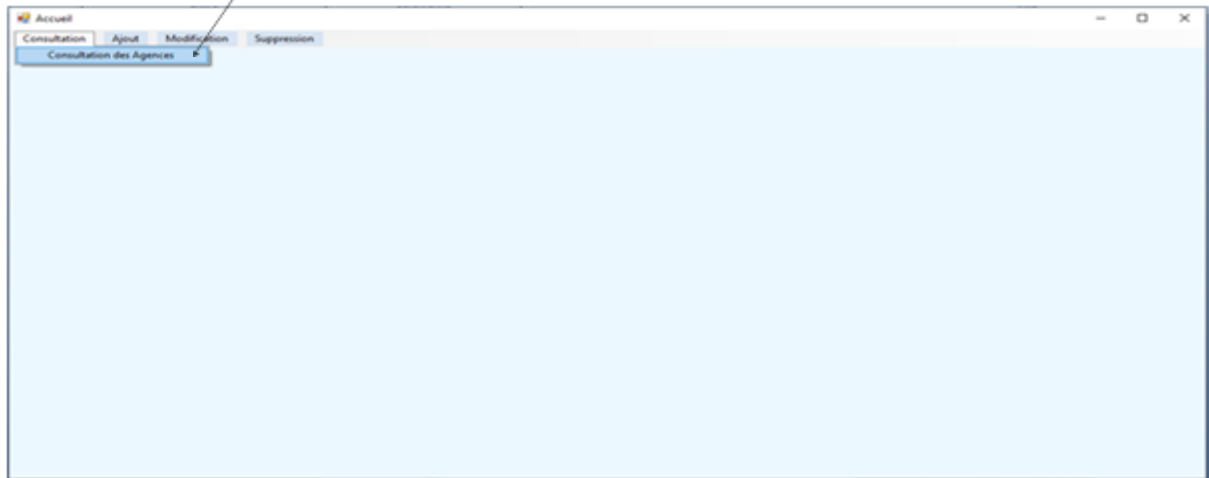 Accueil
Consultation Ajout Modification Suppression
Consultation des Agences